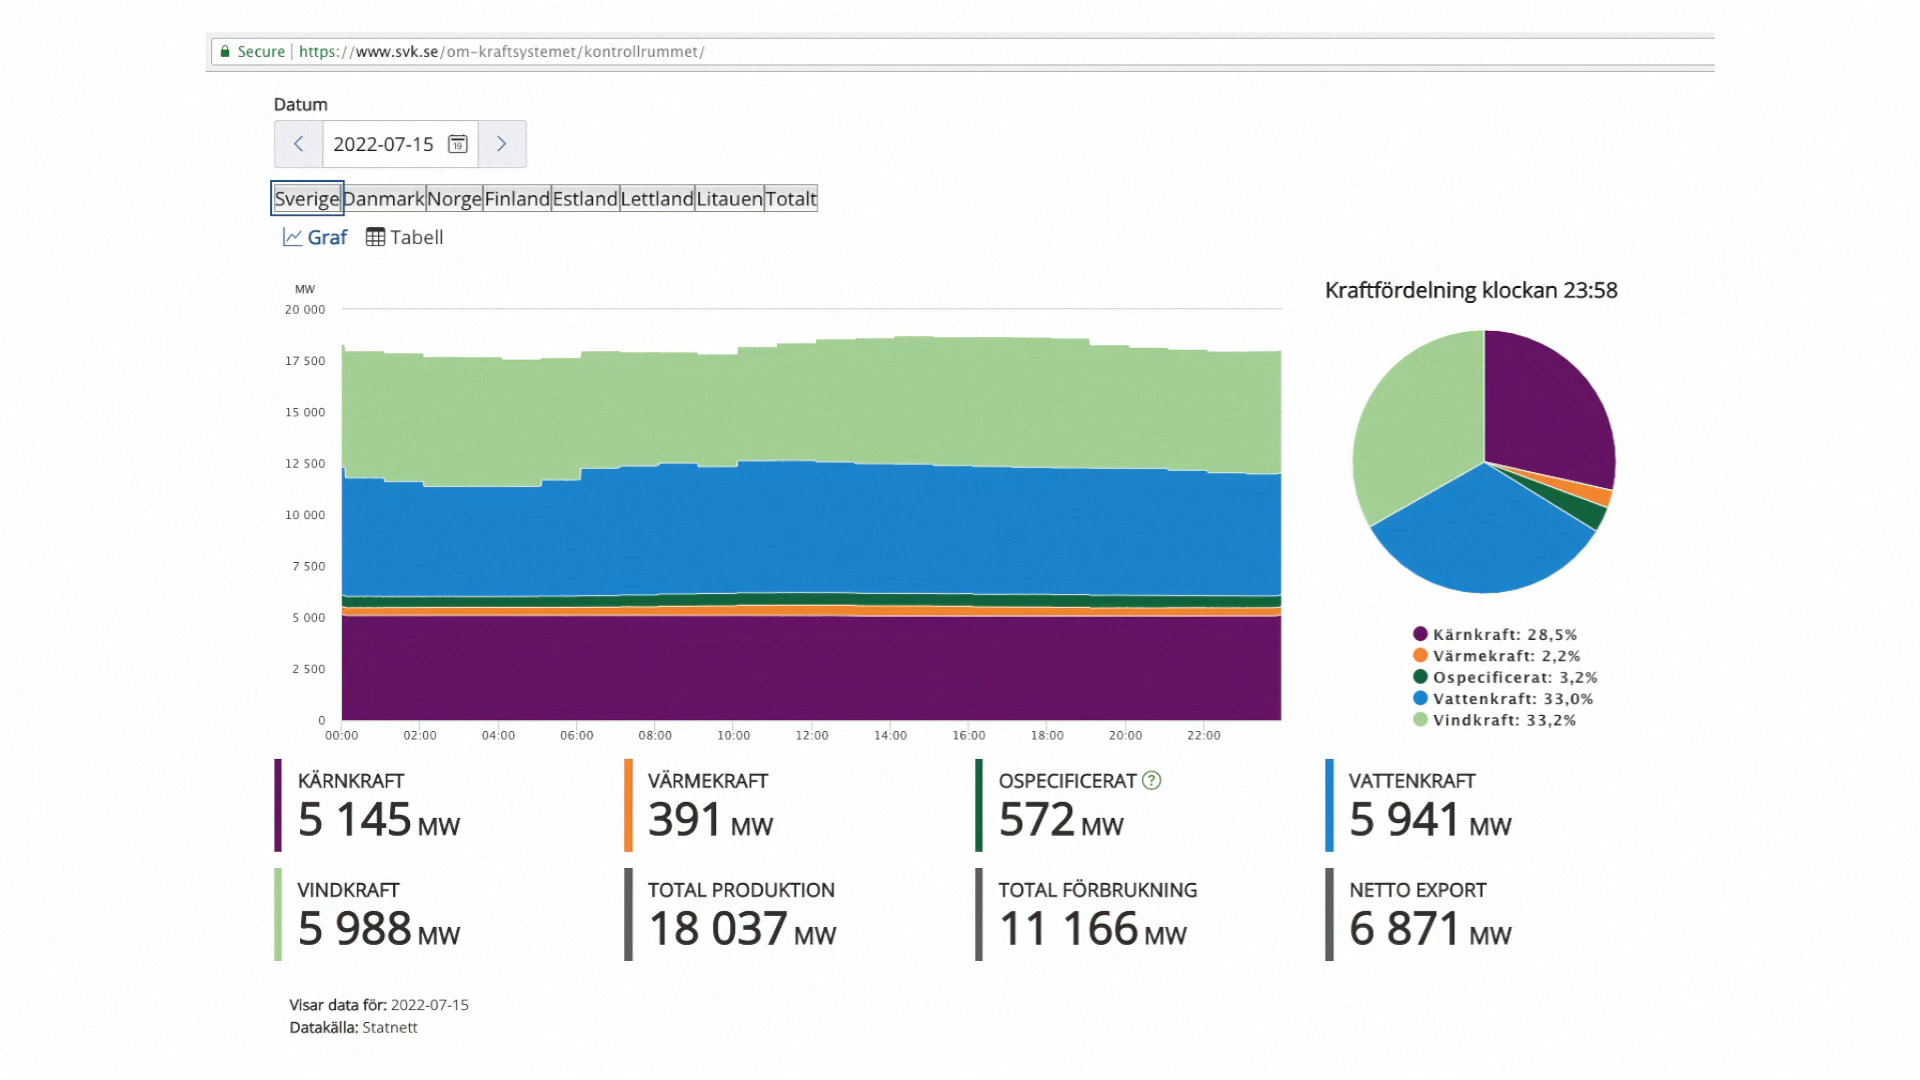 Secure | https://www.svk.se/om-kraftsystemet/kontrollrummet/
Datum
2022-07-15 19
Sverige Danmark Norge Finland Estland Lettland Litauen Totalt
Graf Tabell
MW
20 000
17 500
15 000
12 500
10 000
7 500
5 000
2 500
0
00:00 02:00 04:00 06:00 08:00 10:00 12:00 14:00 16:00 18:00 20:00 22:00
Kraftfördelning klockan 23:58
Kärnkraft: 28,5%
Värmekraft: 2,2%
Ospecificerat: 3,2%
Vattenkraft: 33,0%
Vindkraft: 33,2%
KÄRNKRAFT VÄRMEKRAFT OSPECIFICERAT ? VATTENKRAFT
5 145 MW 391 MW 572 MW 5 941 MW
VINDKRAFT TOTAL PRODUKTION TOTAL FÖRBRUKNING NETTO EXPORT
5 988 MW 18 037 MW 11 166 MW 6 871 MW
Visar data för: 2022-07-15
Datakälla: Statnett